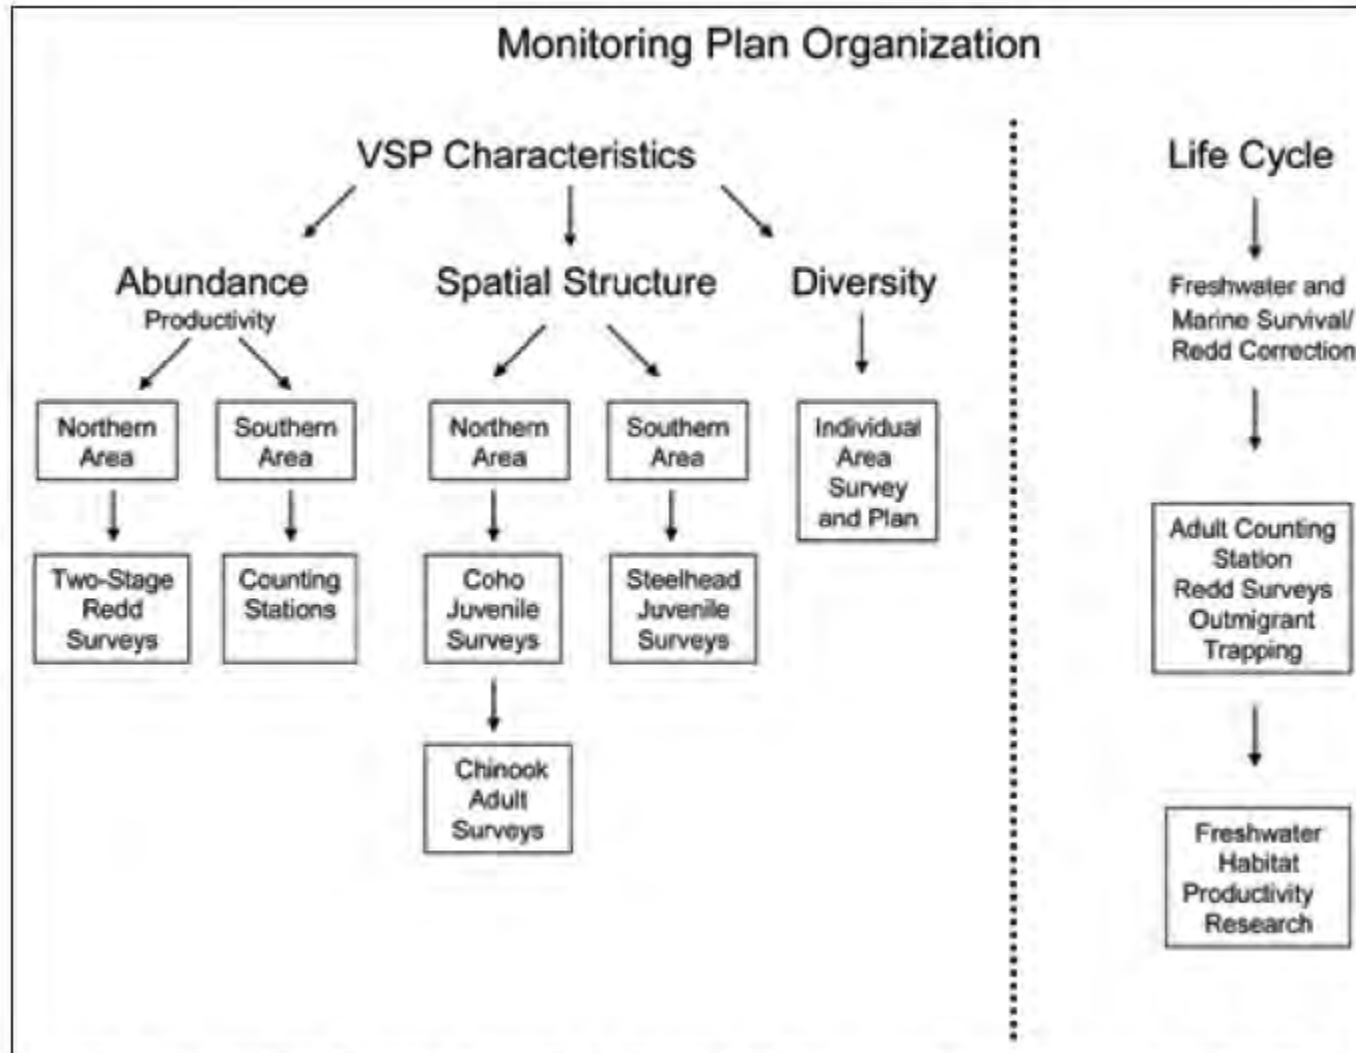 Monitoring Plan Organization
VSP Characteristics
Abundance
Productivity
Northern
Area
Two-Stage
Redd
Surveys
Southern
Area
Counting
Stations
Spatial Structure
Northern
Area
Coho
Juvenile
Surveys
Chinook
Adult
Surveys
Southern
Area
Steelhead
Juvenile
Surveys
Diversity
Individual
Area
Survey
and Plan
Life Cycle
Freshwater and
Marine Survival/
Redd Correction
Adult Counting
Station
Redd Surveys
Outmigrant
Trapping
Freshwater
Habitat
Productivity
Research